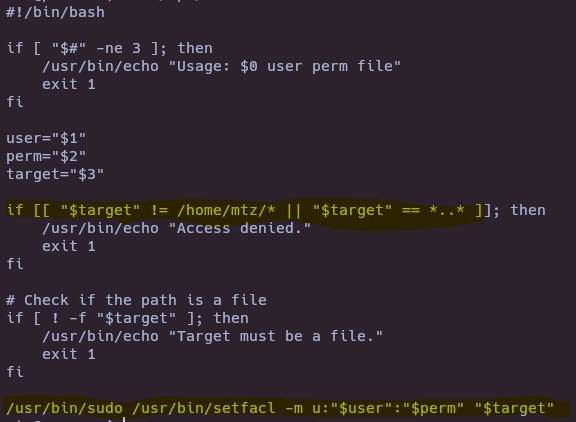 #!/bin/bash
if [ "$#" -ne 3 ]; then
/usr/bin/echo "Usage: $0 user perm file"
exit 1
fi
user="$1"
perm="$2"
target="$3"
if [[ "$target" != /home/mtz/* || "$target" == *..* ]]; then
/usr/bin/echo "Access denied."
exit 1
fi
# Check if the path is a file
if [ ! -f "$target" ]; then
/usr/bin/echo "Target must be a file."
exit 1
fi
/usr/bin/sudo /usr/bin/setfacl -m u:"$user":"$perm" "$target"